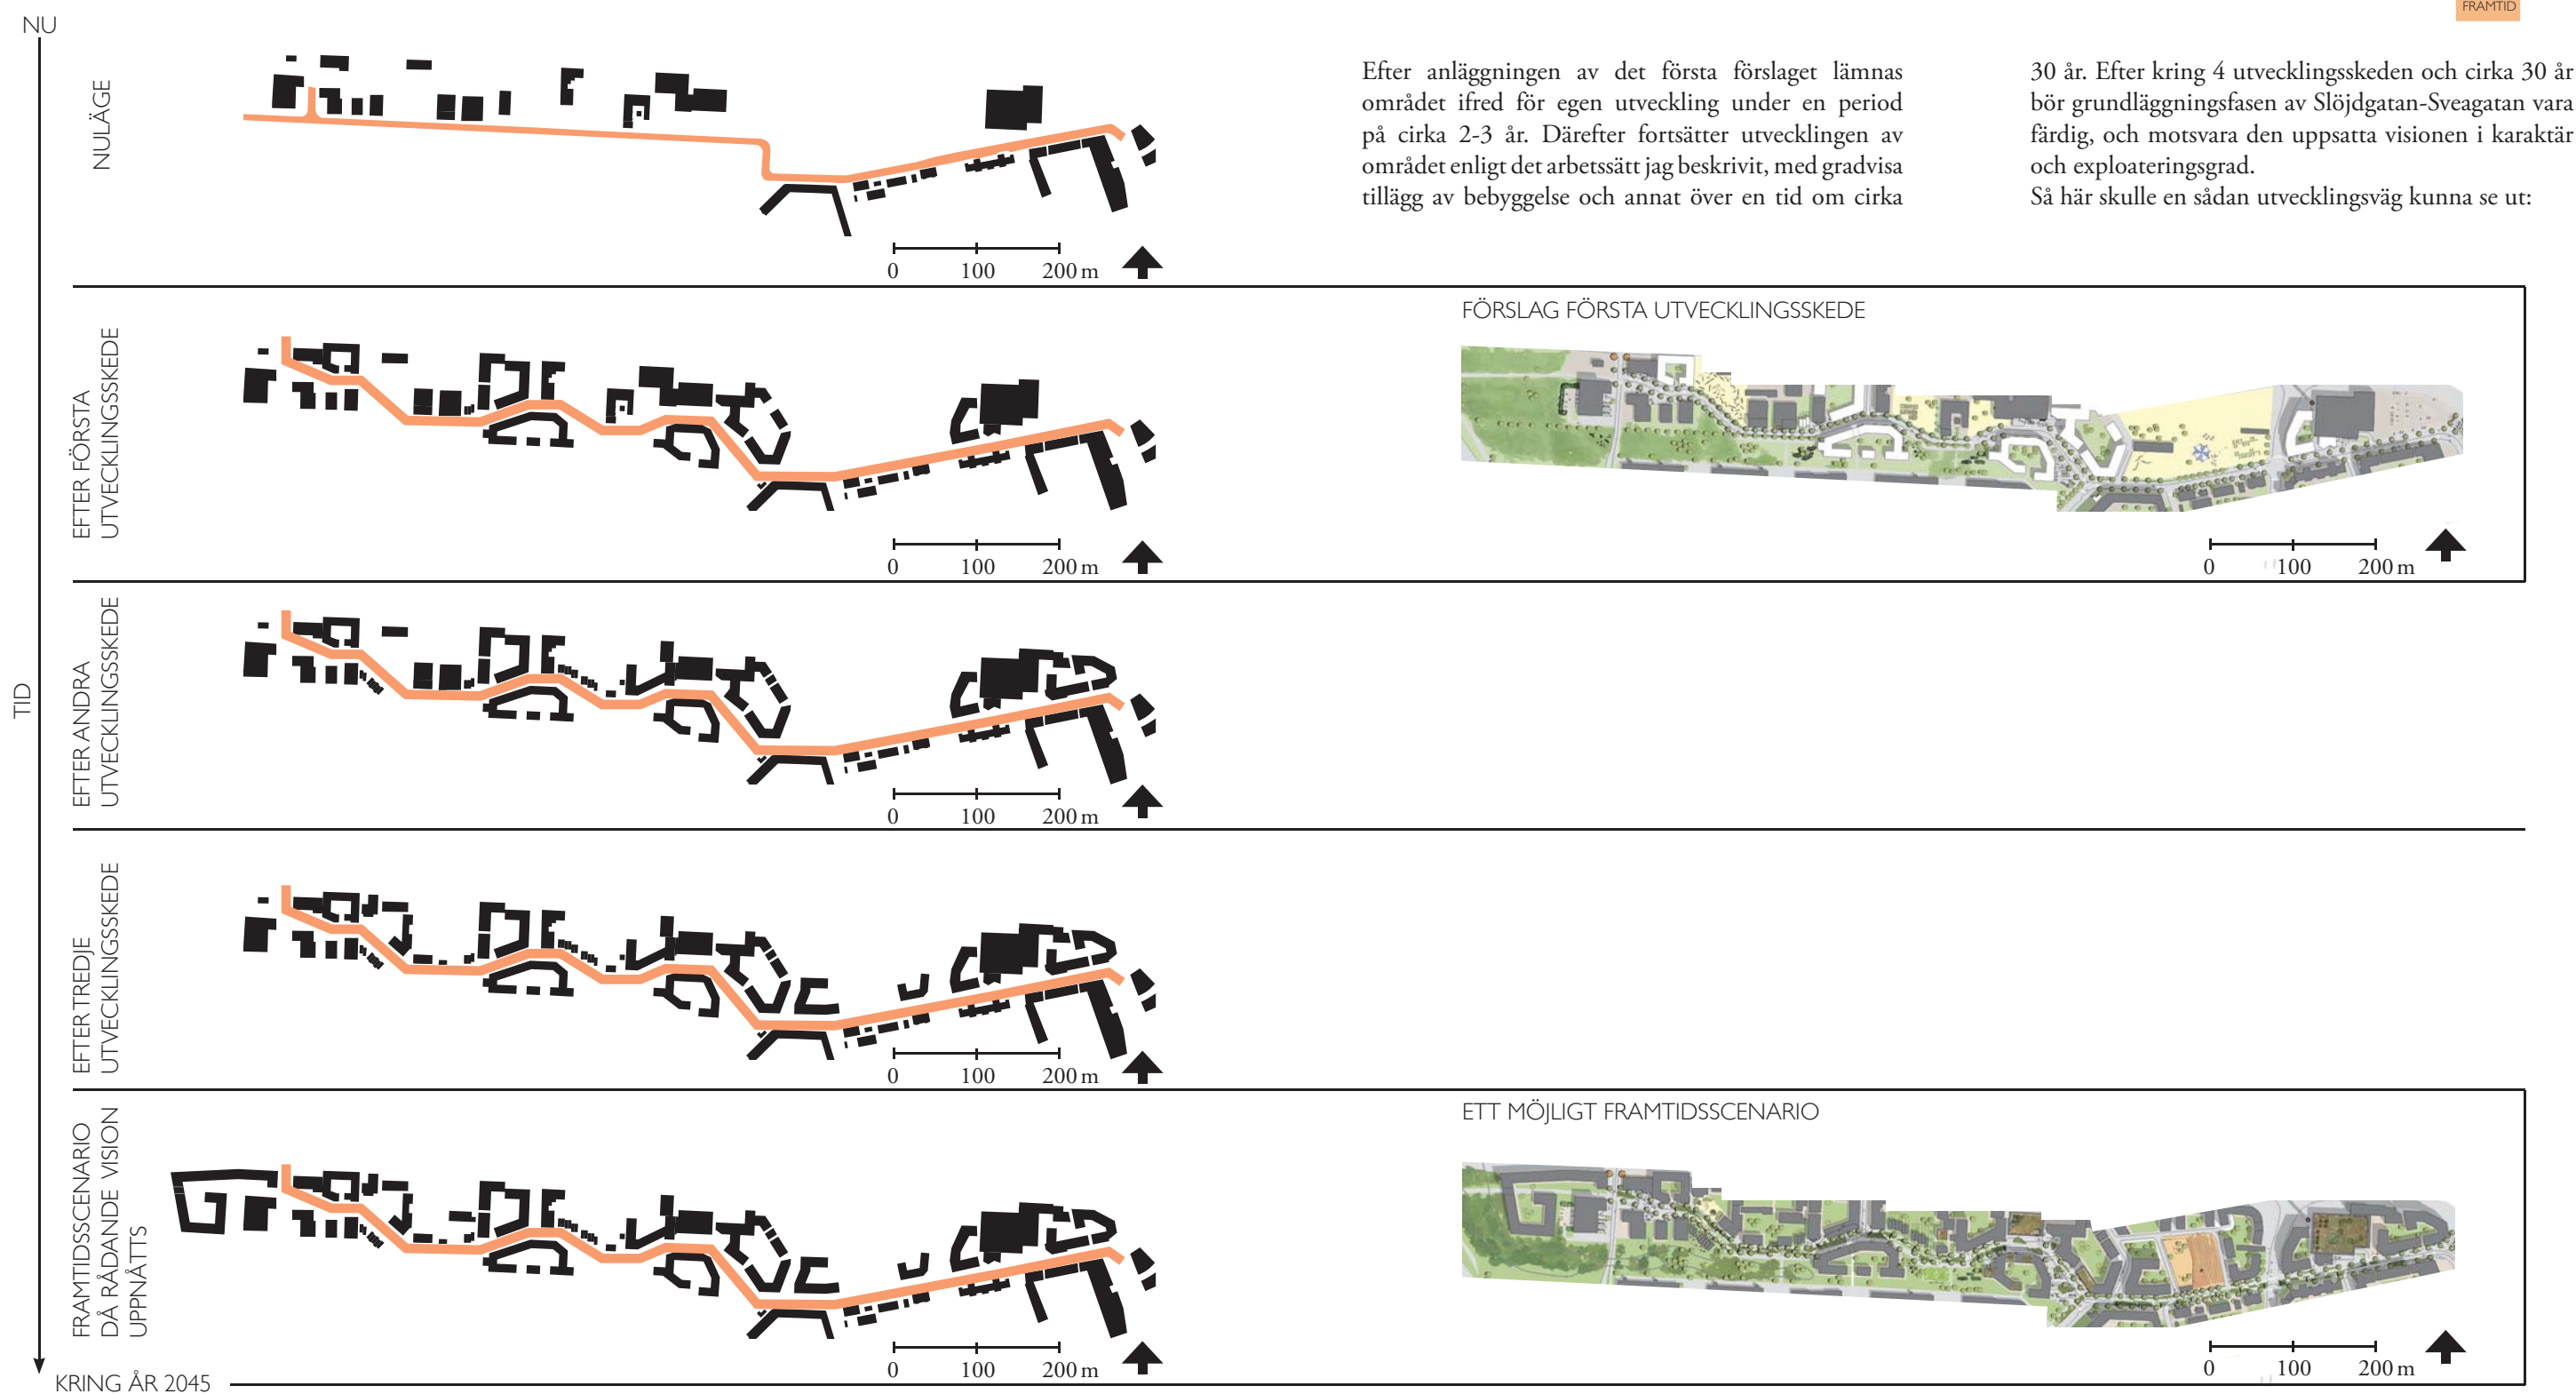 FRAMTID
NU
Efter anläggningen av det första förslaget lämnas
området ifred för egen utveckling under en period
på cirka 2-3 år. Därefter fortsätter utvecklingen av
området enligt det arbetssätt jag beskrivit, med gradvisa
tillägg av bebyggelse och annat över en tid om cirka
30 år. Efter kring 4 utvecklingsskeden och cirka 30 år
bör grundläggningsfasen av Slöjdgatan-Sveagatan vara
färdig, och motsvara den uppsatta visionen i karaktär
och exploateringsgrad.
Så här skulle en sådan utvecklingsväg kunna se ut:
NULÄGE
0 100 200 m
EFTER FÖRSTA
UTVECKLINGSSKEDE
0 100 200 m
FÖRSLAG FÖRSTA UTVECKLINGSSKEDE
0 100 200 m
TID
EFTER ANDRA
UTVECKLINGSSKEDE
0 100 200 m
EFTER TREDJE
UTVECKLINGSSKEDE
0 100 200 m
FRAMTIDSSCENARIO
DÅ RÅDANDE VISION
UPPNÅTTS
0 100 200 m
ETT MÖJLIGT FRAMTIDSSCENARIO
0 100 200 m
KRING ÅR 2045